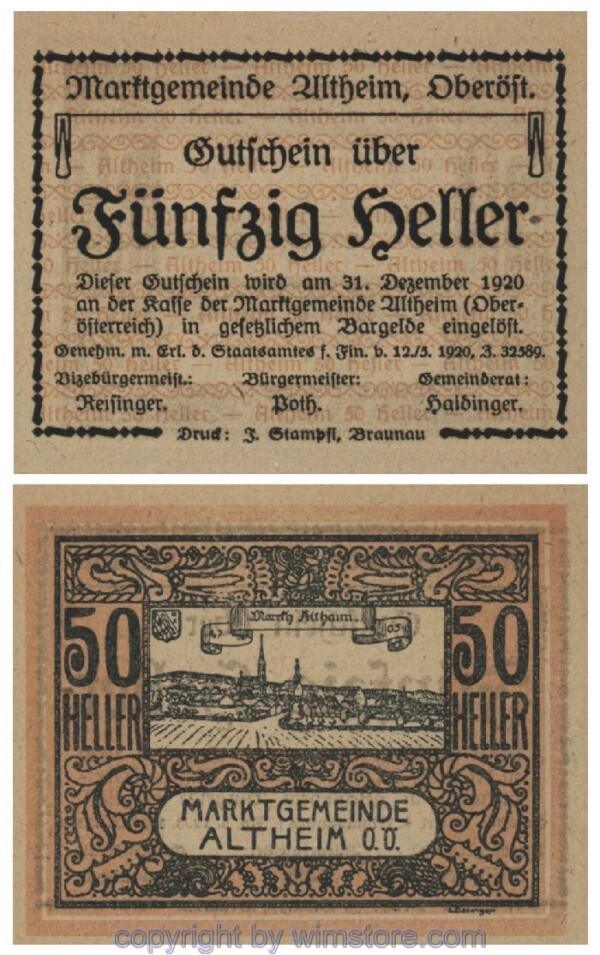 Marktgemeinde Altheim, Oberöst.
Gutschein über
Fünfzig Heller
Dieser Gutschein wird am 31. Dezember 1920
an der Kasse der Marktgemeinde Altheim (Ober-
österreich) in gesetzlichem Bargelde eingelöst.
Genehm. m. Erl. d. Staatsamtes f. Fin. v. 12./5. 1920, Z. 32589.
Vizebürgermeist.: Bürgermeister: Gemeinderat:
Reisinger. Poth. Haidinger.
Druck: J. Stampfl, Braunau
Markt Althaim.
50 HELLER
50 HELLER
MARKTGEMEINDE
ALTHEIM O.Ö.
copyright by wimstore.com